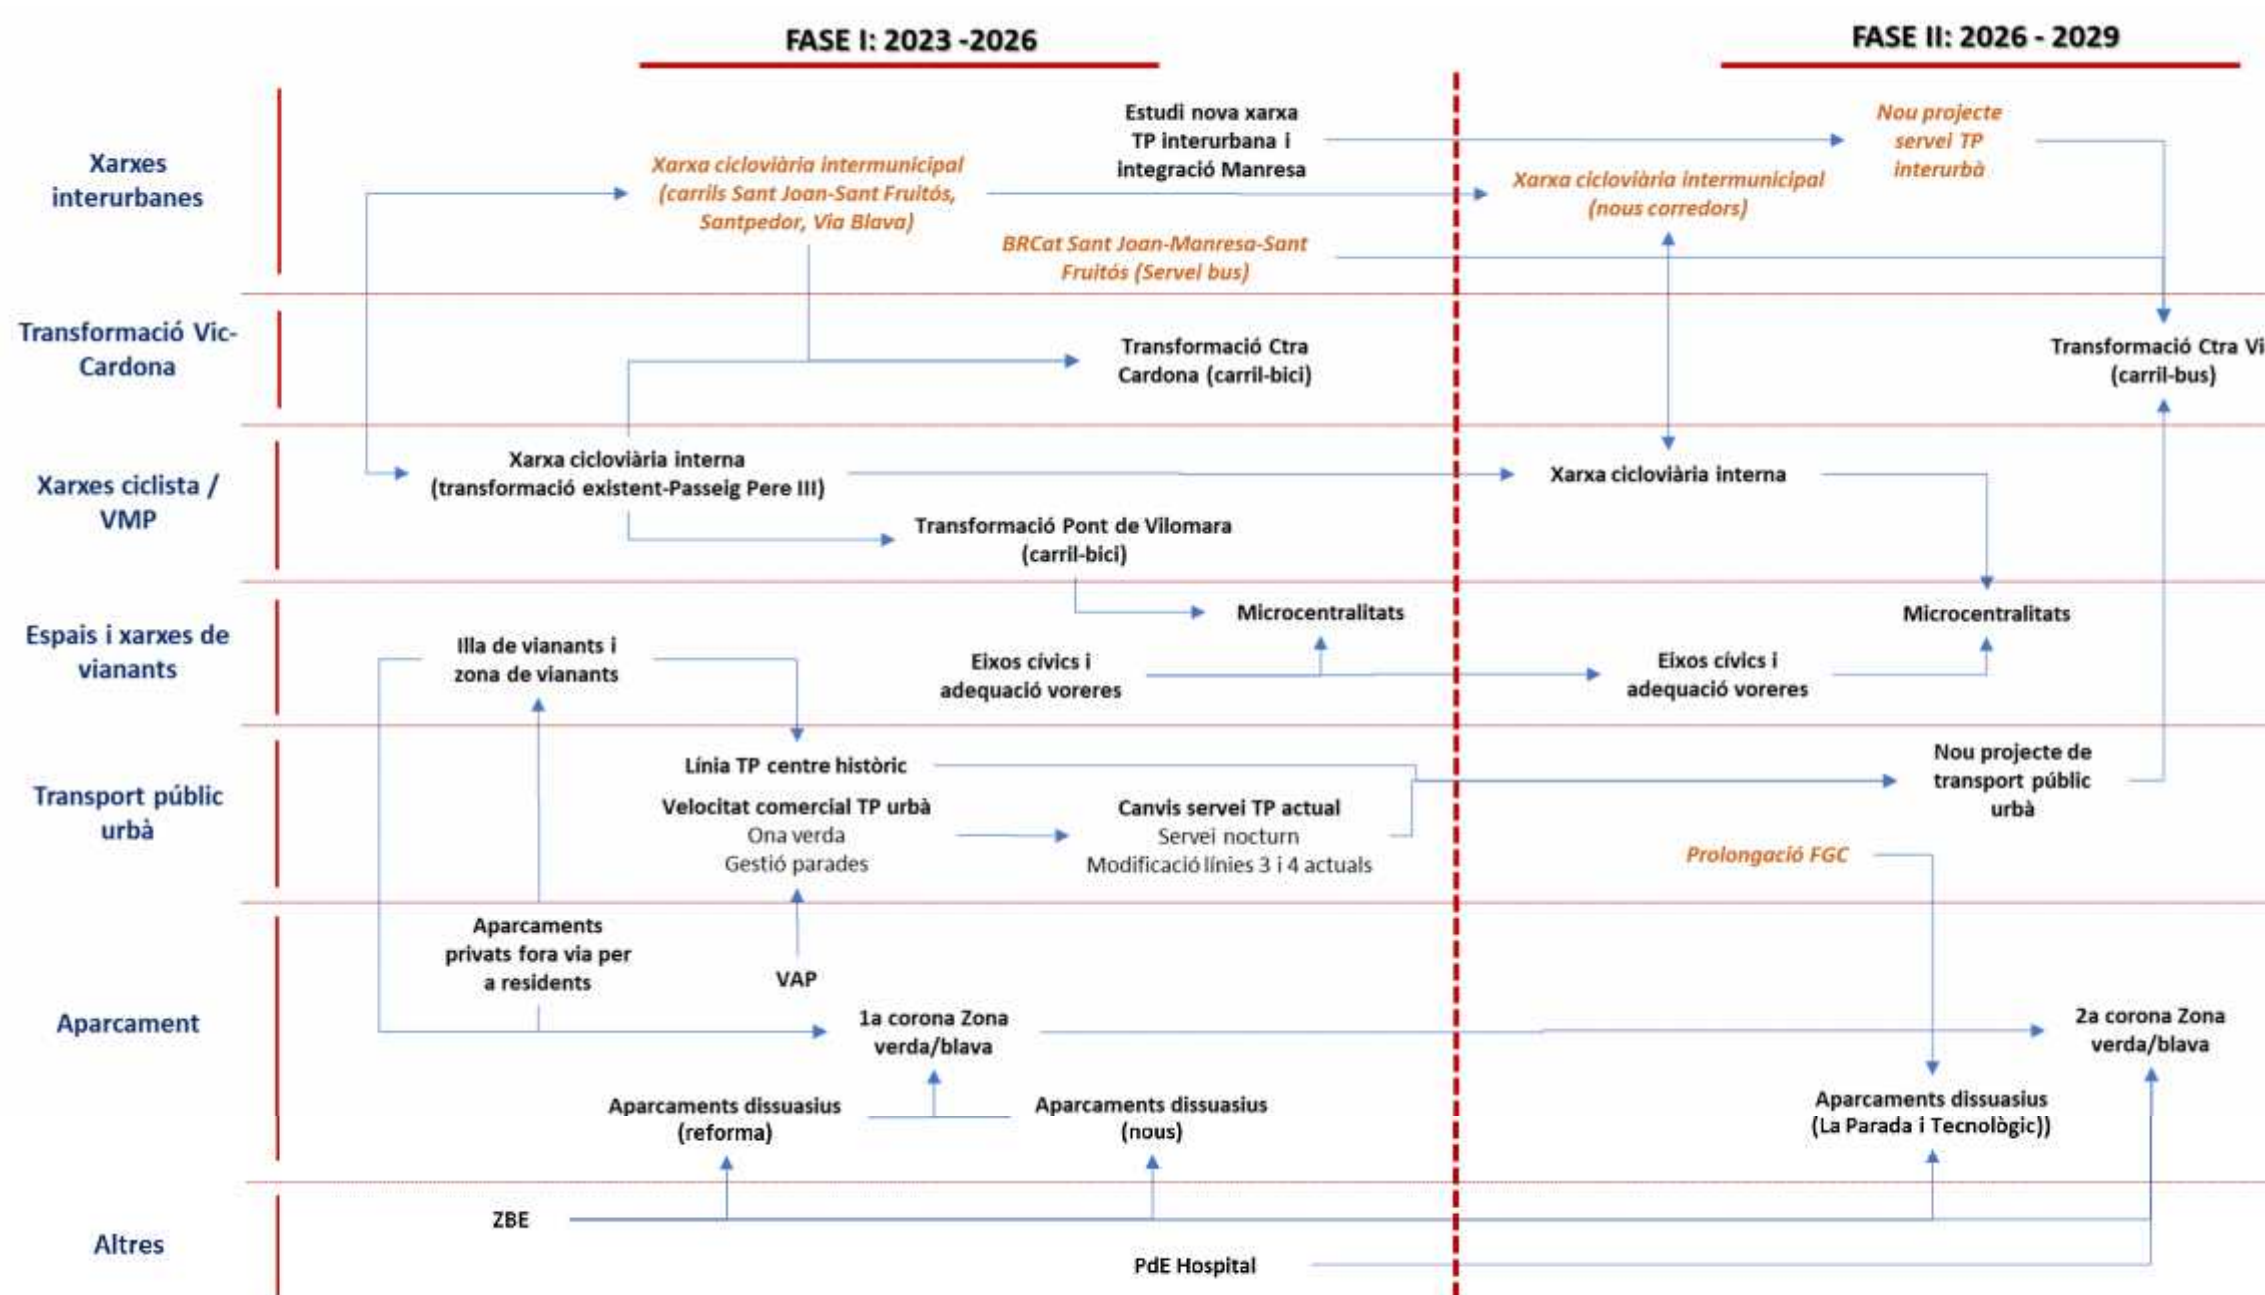 FASE I: 2023 -2026
FASE II: 2026 - 2029
Xarxes
interurbanes
Xarxa cicloviària intermunicipal
(carrils Sant Joan-Sant Fruitós,
Santpedor, Via Blava)
Estudi nova xarxa
TP interurbana i
integració Manresa
BRCat Sant Joan-Manresa-Sant
Fruitós (Servei bus)
Xarxa cicloviària intermunicipal
(nous corredors)
Nou projecte
servei TP
interurbà
Transformació Vic-
Cardona
Transformació Ctra
Cardona (carril-bici)
Transformació Ctra Vi
(carril-bus)
Xarxes ciclista /
VMP
Xarxa cicloviària interna
(transformació existent-Passeig Pere III)
Transformació Pont de Vilomara
(carril-bici)
Xarxa cicloviària interna
Espais i xarxes de
vianants
Illa de vianants i
zona de vianants
Eixos cívics i
adequació voreres
Microcentralitats
Eixos cívics i
adequació voreres
Microcentralitats
Transport públic
urbà
Línia TP centre històric
Velocitat comercial TP urbà
Ona verda
Gestió parades
Canvis servei TP actual
Servei nocturn
Modificació línies 3 i 4 actuals
Nou projecte de
transport públic
urbà
Prolongació FGC
Aparcament
Aparcaments
privats fora via per
a residents
VAP
1a corona Zona
verda/blava
Aparcaments dissuasius
(reforma)
Aparcaments dissuasius
(nous)
2a corona Zona
verda/blava
Aparcaments dissuasius
(La Parada i Tecnològic))
Altres
ZBE
PdE Hospital